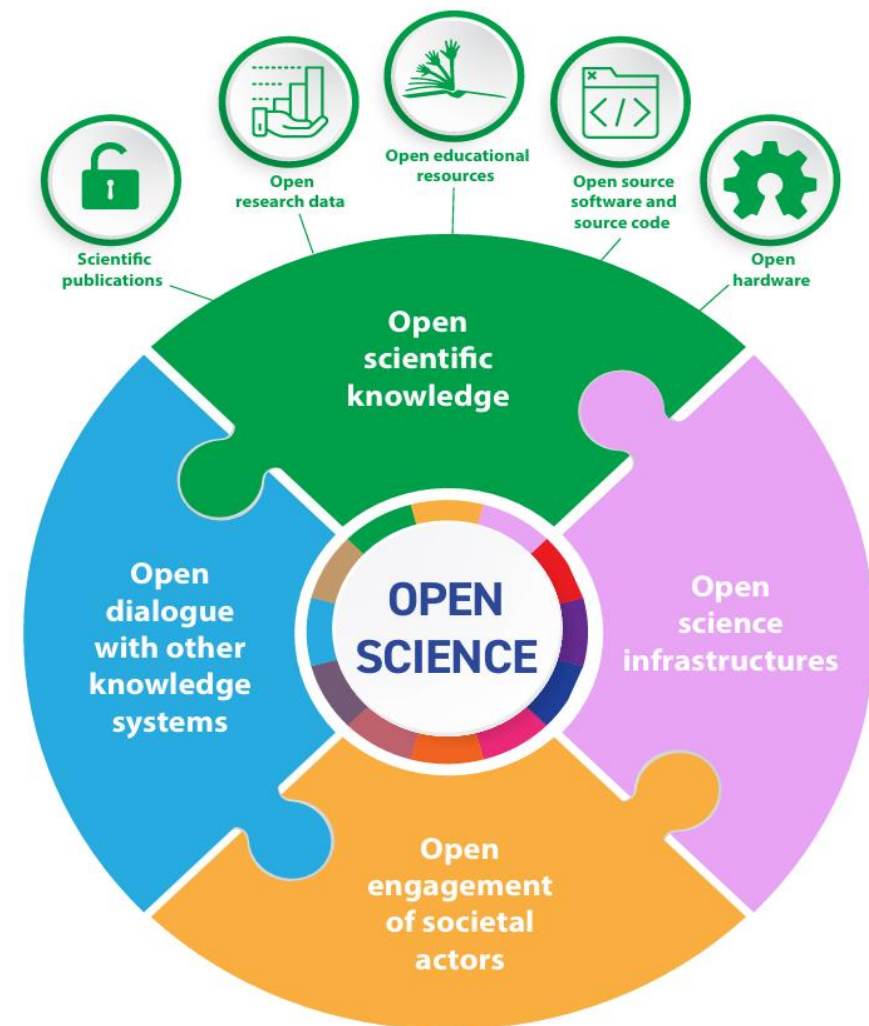 Scientific
publications
Open
research data
Open educational
resources
</>
Open source
software and
source code
Open
hardware
Open
scientific
knowledge
Open
dialogue
with other
knowledge
systems
OPEN
SCIENCE
Open
science
infrastructures
Open
engagement
of societal
actors